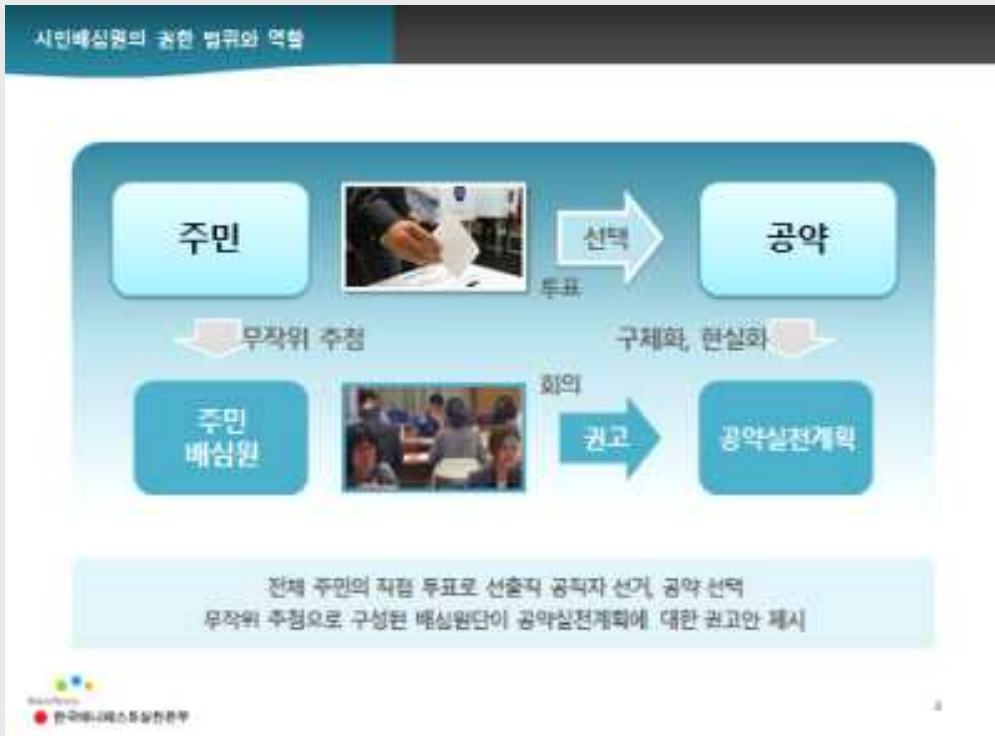 시민배심원의 권한 범위와 역할
주민
선택
공약
투표
무작위 추첨
구체화, 현실화
회의
주민
배심원
권고
공약실천계획
전체 주민의 직접 투표로 선출직 공직자 선거, 공약 선택
무작위 추첨으로 구성된 배심원단이 공약실천계획에 대한 권고안 제시
한국매니페스토실천본부